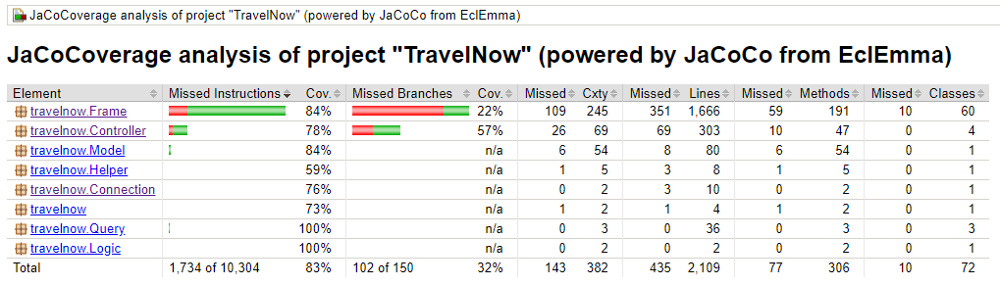 JaCoCoverage analysis of project "TravelNow" (powered by JaCoCo from EclEmma)
JaCoCoverage analysis of project "TravelNow" (powered by JaCoCo from EclEmma)
Element Missed Instructions Cov. Missed Branches Cov. Missed Cxty Missed Lines Missed Methods Missed Classes
travelnow.Frame 84% 22% 109 245 351 1,666 59 191 10 60
travelnow.Controller 78% 57% 26 69 69 303 10 47 0 4
travelnow.Model 84% n/a 6 54 8 80 6 54 0 1
travelnow.Helper 59% n/a 1 5 3 8 1 5 0 1
travelnow.Connection 76% n/a 0 2 3 10 0 2 0 1
travelnow 73% n/a 1 2 1 4 1 2 0 1
travelnow.Query 100% n/a 0 3 0 36 0 3 0 3
travelnow.Logic 100% n/a 0 2 0 2 0 2 0 1
Total 1,734 of 10,304 83% 102 of 150 32% 143 382 435 2,109 77 306 10 72